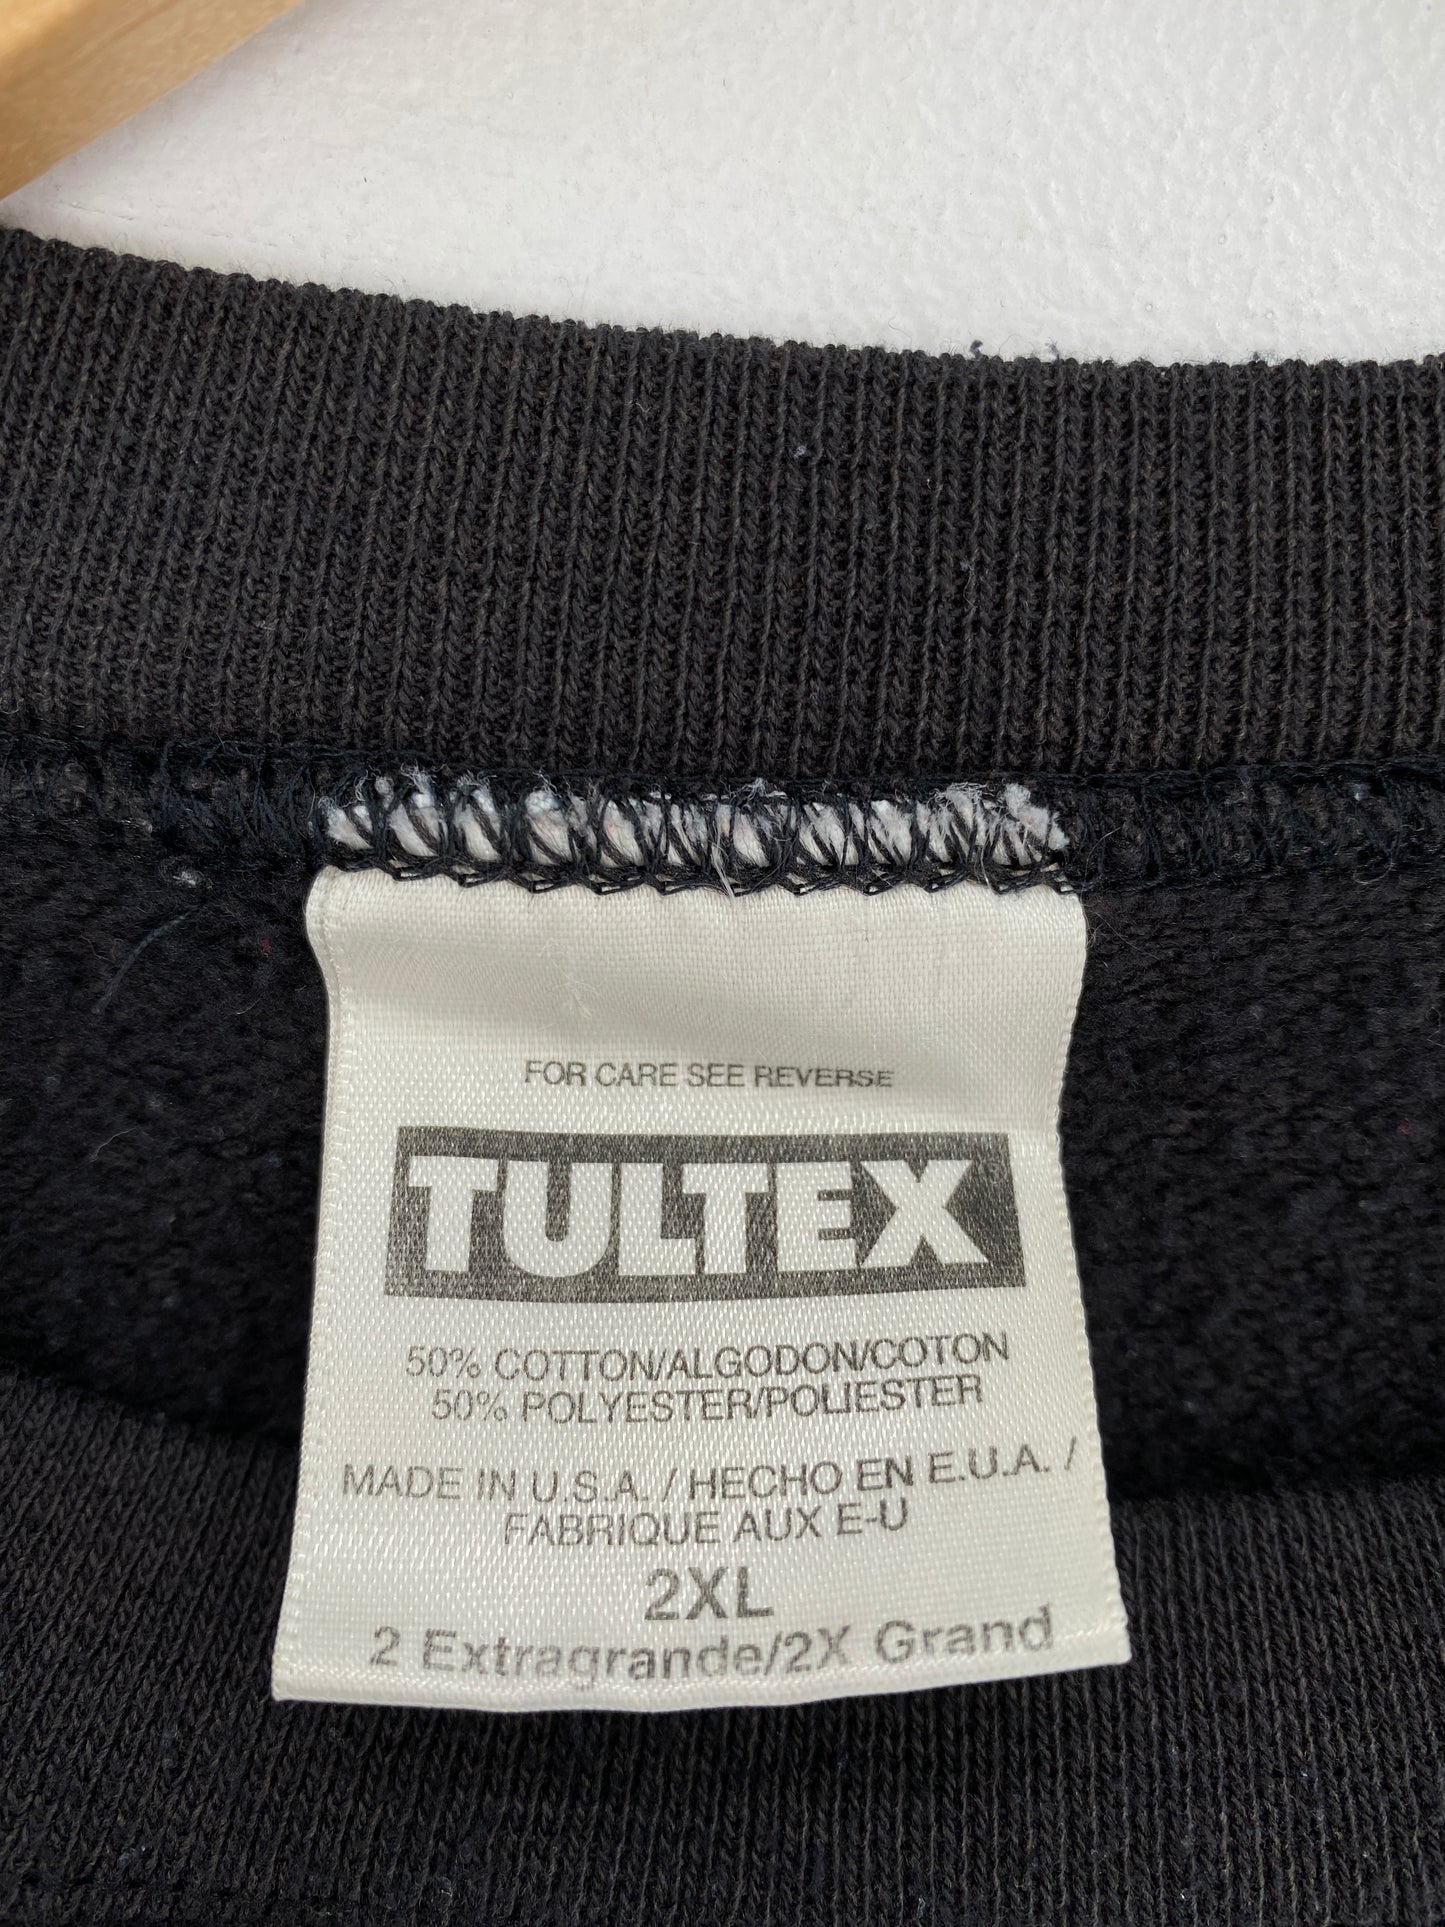 FOR CARE SEE REVERSE
TULTEX
50% COTTON/ALGODON/COTON
50% POLYESTER/POLIESTER
MADE IN U.S.A. / HECHO EN E.U.A. /
FABRIQUE AUX E-U
2XL
2 Extragrande/2X Grand